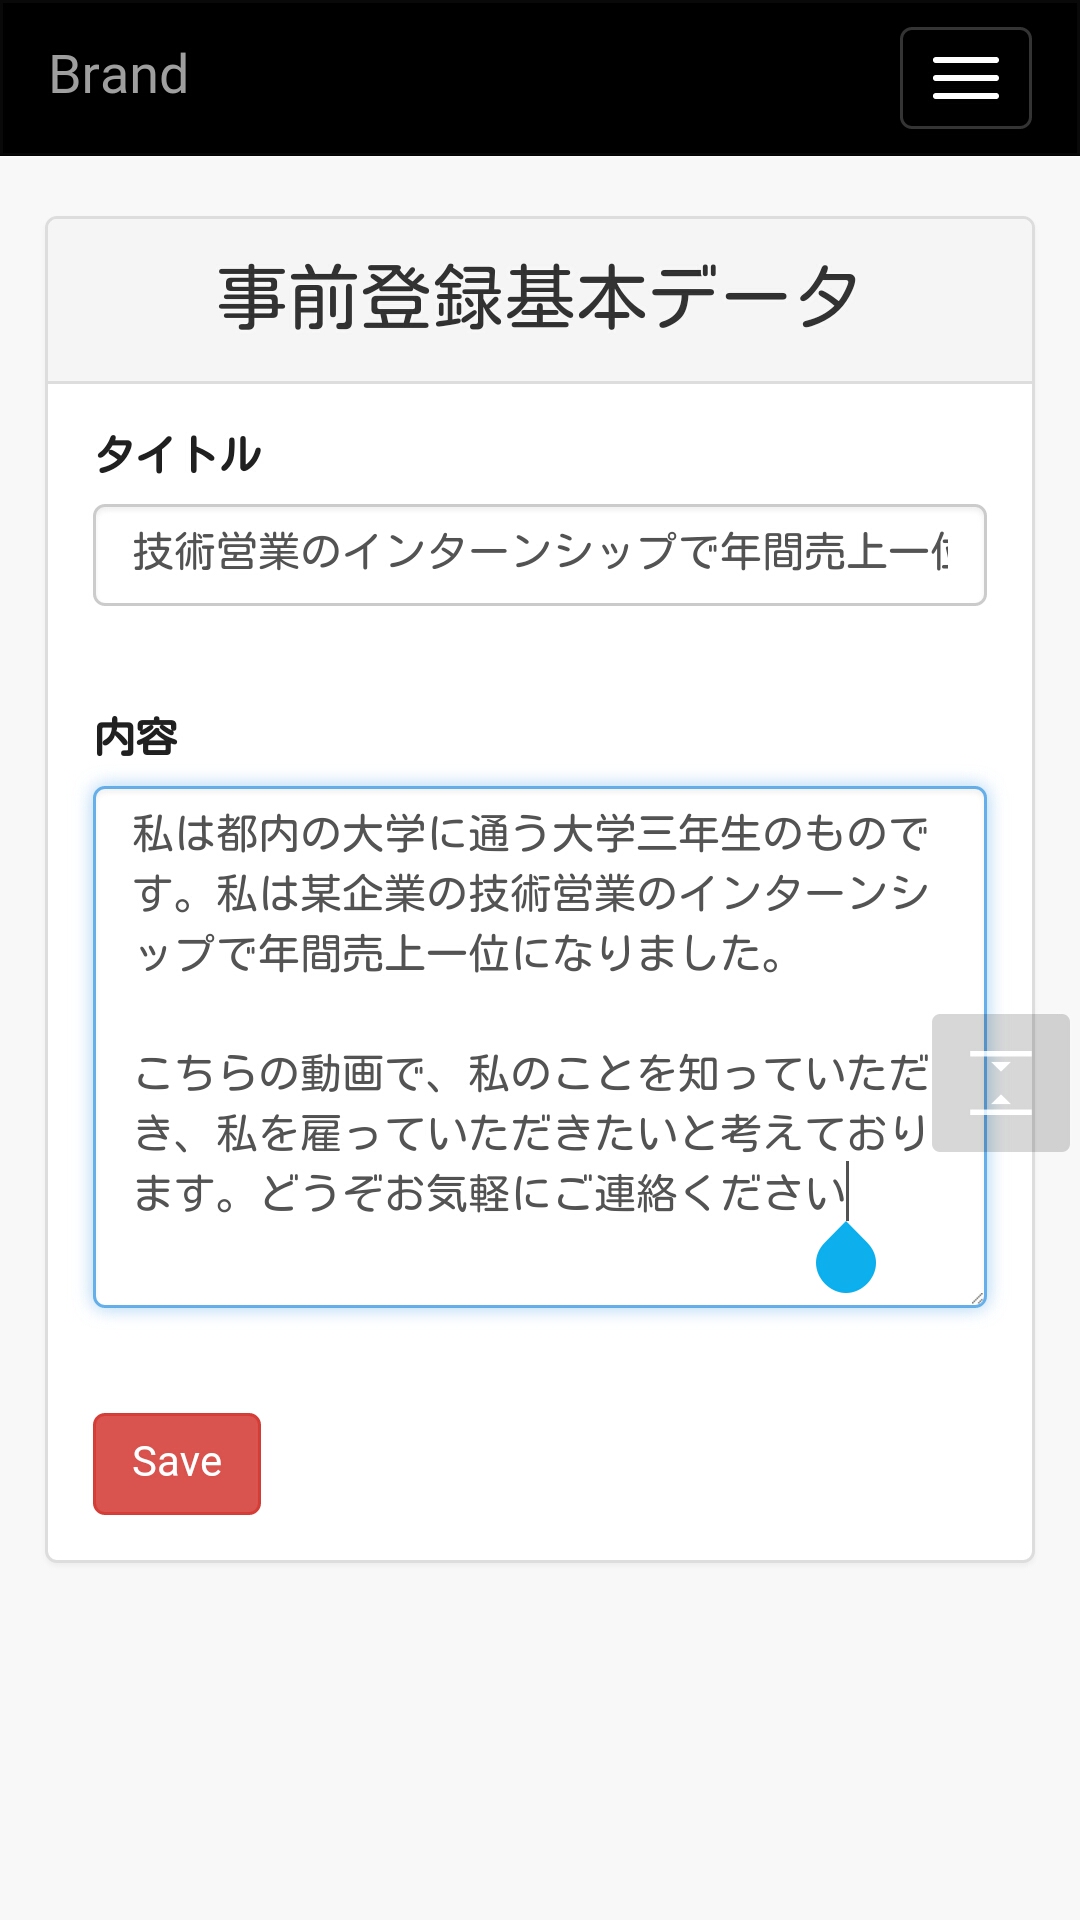 Brand
事前登録基本データ
タイトル
技術営業のインターンシップで年間売上一
内容
私は都内の大学に通う大学三年生のもので
す。私は某企業の技術営業のインターンシ
ップで年間売上一位になりました。
こちらの動画で、私のことを知っていただ
き、私を雇っていただきたいと考えており
ます。どうぞお気軽にご連絡ください
Save